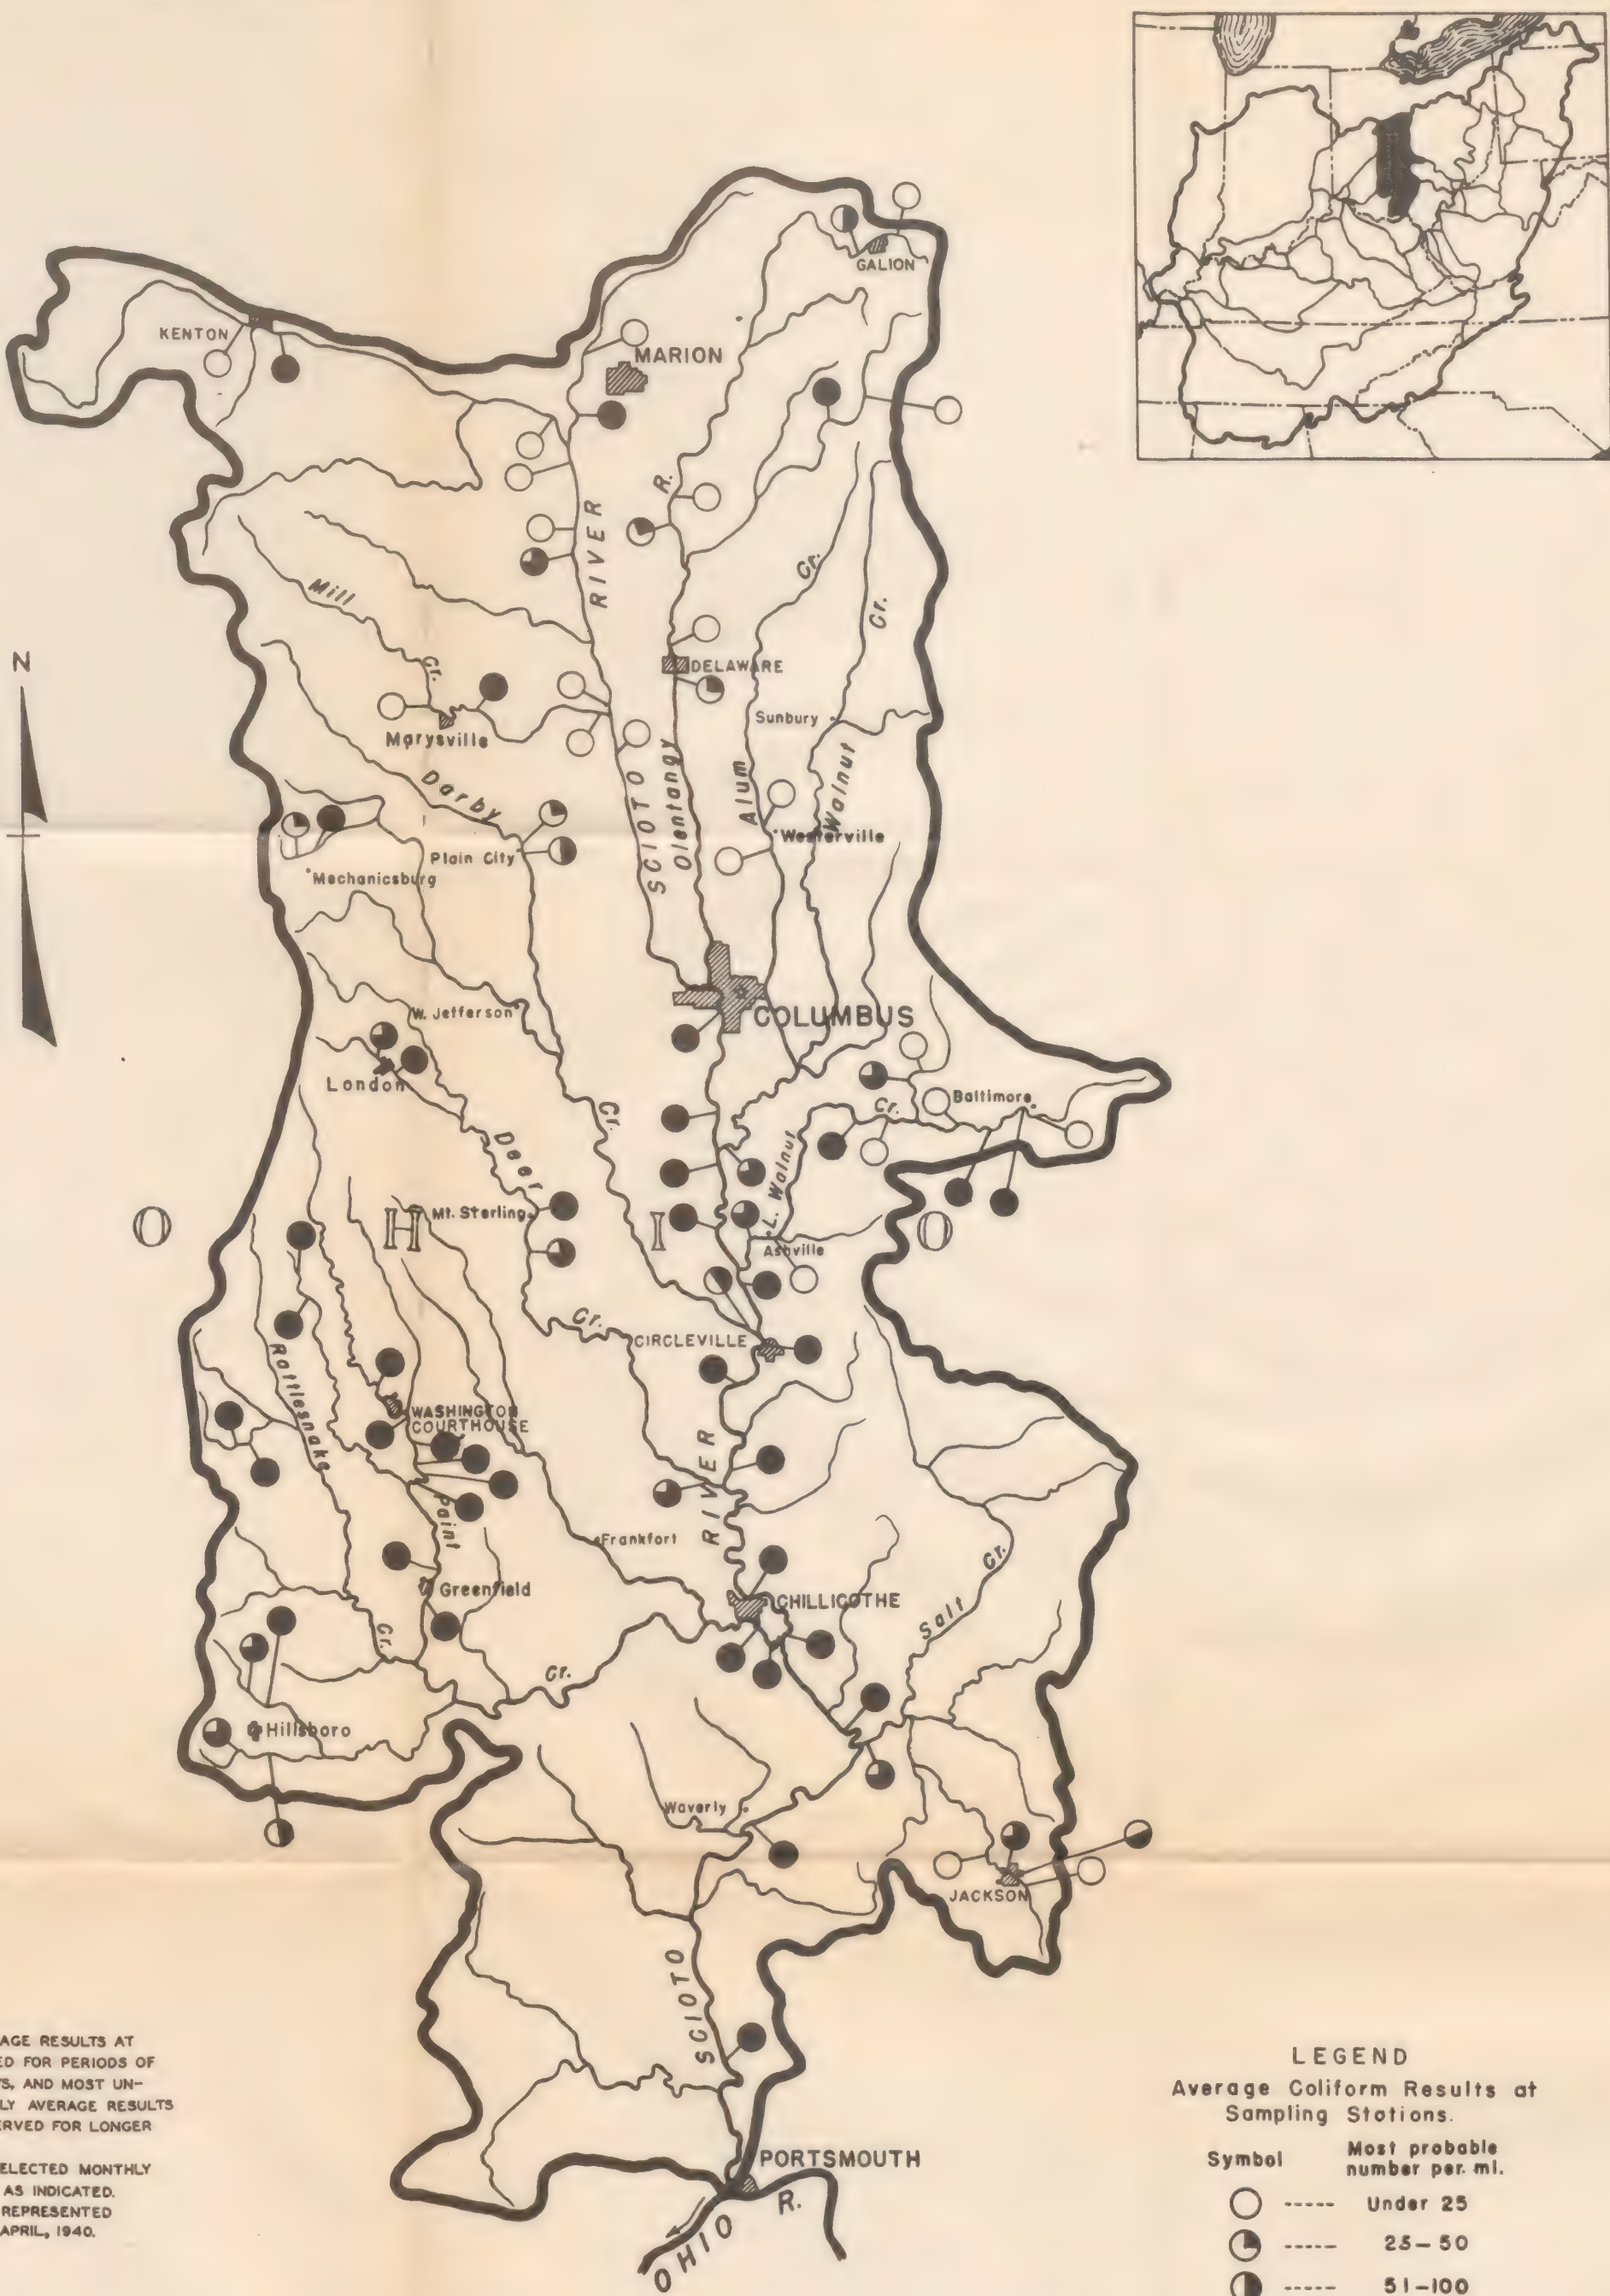 GALION
KENTON
MARION
R.
RIVER
Mill
Cr.
Cr.
Cr.
N
DELAWARE
Sunbury
Marysville
Darby
SCIOTO
Olentangy
Alum
Walnut
Westerville
Plain City
Mechanicsburg
W. Jefferson
COLUMBUS
London
Cr.
Cr.
Baltimore
Deer
L. Walnut
O H I O
Mt. Sterling
Ashville
Cr.
CIRCLEVILLE
Rattlesnake
WASHINGTON
COURTHOUSE
RIVER
Paint
Frankfort
Cr.
Greenfield
CHILLICOTHE
Salt
Cr.
Cr.
Hillsboro
Waverly
JACKSON
SCIOTO
PORTSMOUTH
OHIO R.
AGE RESULTS AT
ED FOR PERIODS OF
S, AND MOST UN-
LY AVERAGE RESULTS
ERVED FOR LONGER
ELECTED MONTHLY
AS INDICATED.
REPRESENTED
APRIL, 1940.
LEGEND
Average Coliform Results at
Sampling Stations.
Symbol Most probable
number per. ml.
----- Under 25
----- 25-50
----- 51-100